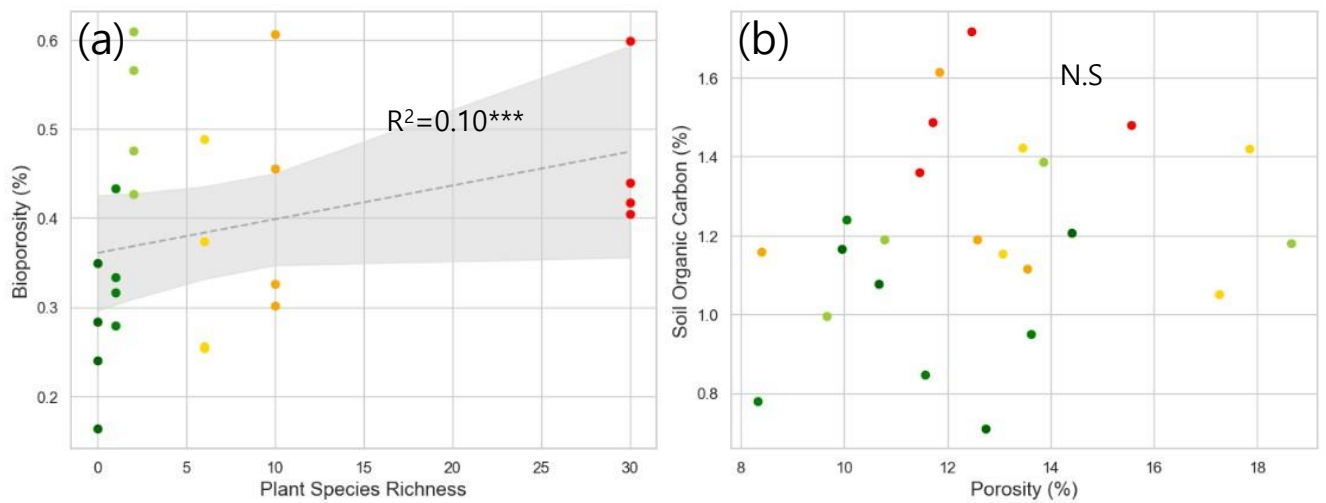 (a)
R²=0.10***
Bioporosity (%)
0.6
0.5
0.4
0.3
0.2
0
5
10
15
20
25
30
Plant Species Richness
(b)
N.S
Soil Organic Carbon (%)
1.6
1.4
1.2
1.0
0.8
8
10
12
14
16
18
Porosity (%)